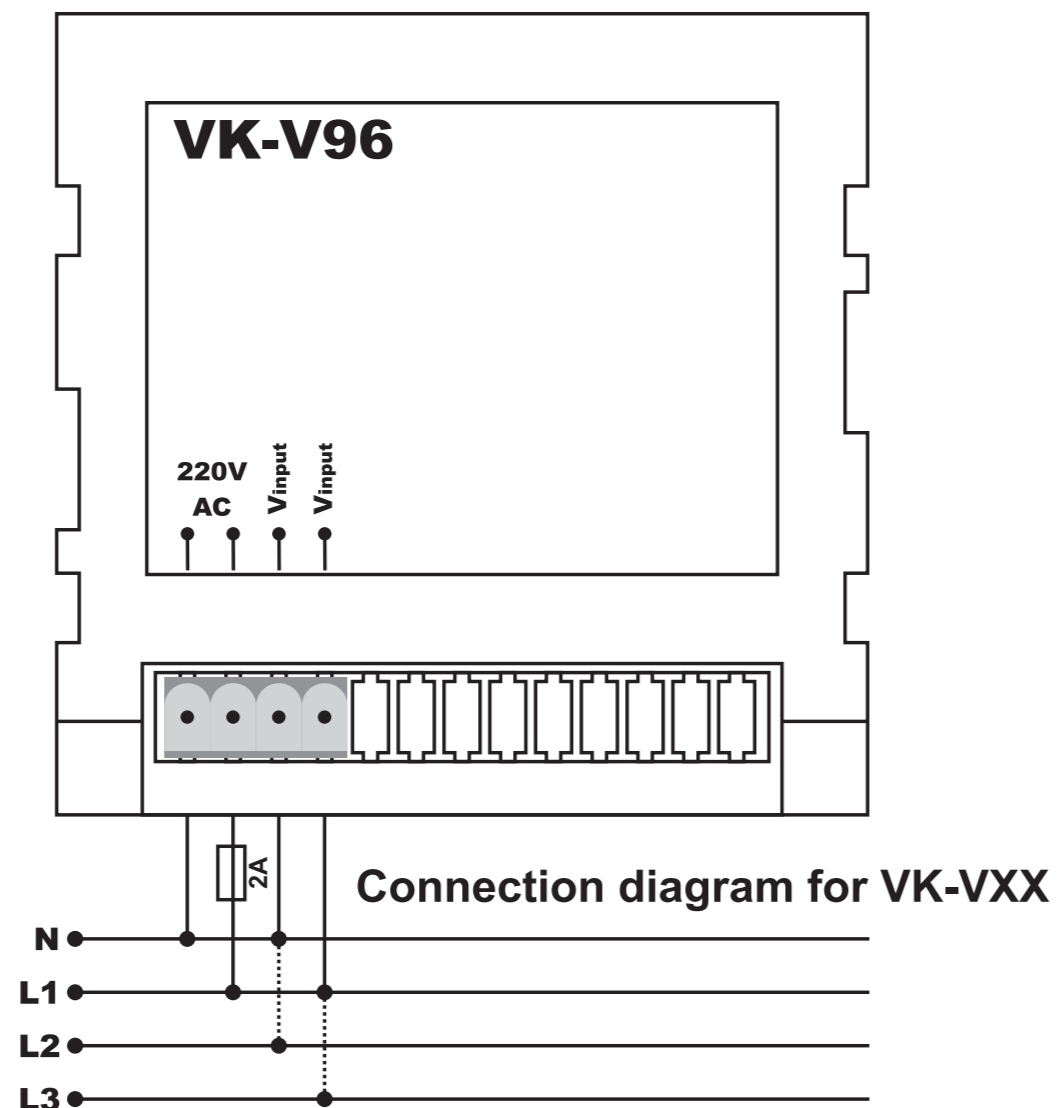 VK-V96
220V
AC
Vinput
Vinput
2A
Connection diagram for VK-VXX
N
L1
L2
L3